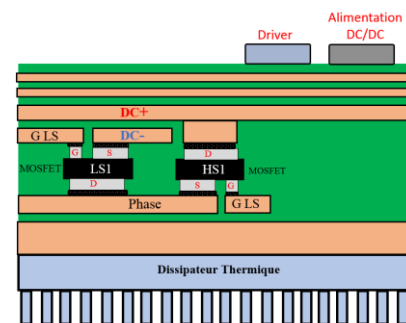 Alimentation
Driver
DC/DC
DC+
G LS
DC-
G
S
D
MOSFET
LS1
HS1
MOSFET
D
S
G
Phase
G LS
Dissipateur Thermique